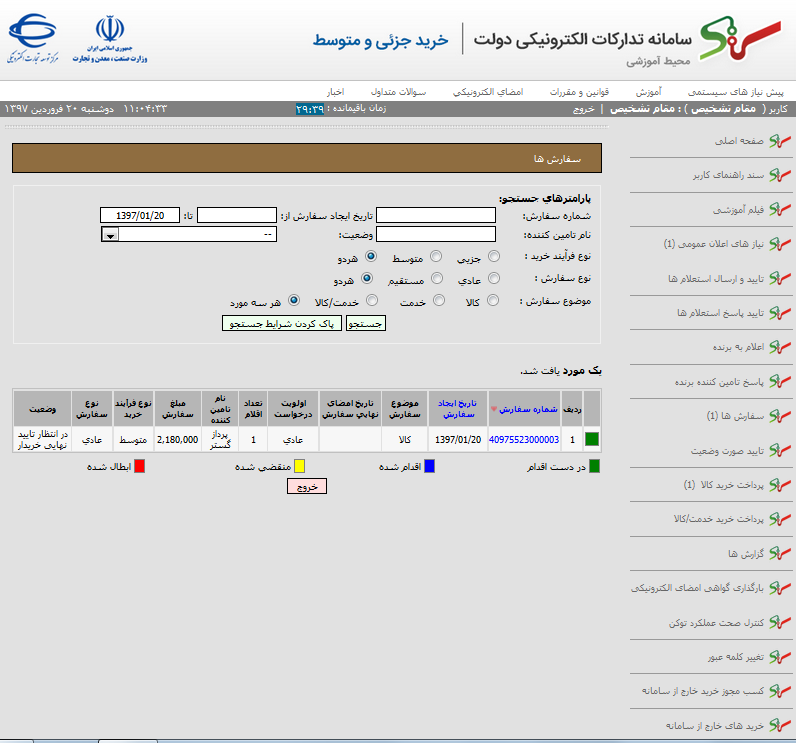 سامانه تدارکات الکترونیکی دولت
محیط آموزشی
خرید جزئی و متوسط
جمهوری اسلامی ایران
وزارت صنعت، معدن و تجارت
مرکز توسعه تجارت الکترونیکی
پیش نیاز های سیستمی
آموزش
قوانین و مقررات
امضای الکترونیکی
سوالات متداول
اخبار
کاربر ( مقام تشخیص ) : مقام تشخیص | خروج
زمان باقیمانده : ۲۹:۳۹
۱۱:۰۴:۳۳ دوشنبه ۲۰ فروردین ۱۳۹۷
صفحه اصلی
سند راهنمای کاربر
فیلم آموزشی
نیاز های اعلان عمومی (1)
تایید و ارسال استعلام ها
تایید پاسخ استعلام ها
اعلام به برنده
پاسخ تامین کننده برنده
سفارش ها (1)
تایید صورت وضعیت
پرداخت خرید کالا (1)
پرداخت خرید خدمت/کالا
گزارش ها
بارگذاری گواهی امضای الکترونیکی
کنترل صحت عملکرد توکن
تغییر کلمه عبور
کسب مجوز خرید خارج از سامانه
خرید های خارج از سامانه
سفارش ها
پارامترهای جستجو:
شماره سفارش:
تاریخ ایجاد سفارش از:
تا: 1397/01/20
نام تامین کننده:
وضعیت: --
نوع فرآیند خرید : جزیی متوسط هردو
نوع سفارش : عادي مستقیم هردو
موضوع سفارش : کالا خدمت خدمت/کالا هر سه مورد
جستجو پاک کردن شرایط جستجو
یک مورد یافت شد.
ردیف شماره سفارش تاریخ ایجاد سفارش موضوع سفارش تاریخ امضای نهایي سفارش اولویت درخواست تعداد اقلام نام تامین کننده مبلغ سفارش نوع فرآیند خرید نوع سفارش وضعیت
1 40975523000003 1397/01/20 کالا عادي 1 پرداز گستر 2,180,000 متوسط عادي در انتظار تایید نهایی خریدار
در دست اقدام اقدام شده منقضي شده ابطال شده
خروج